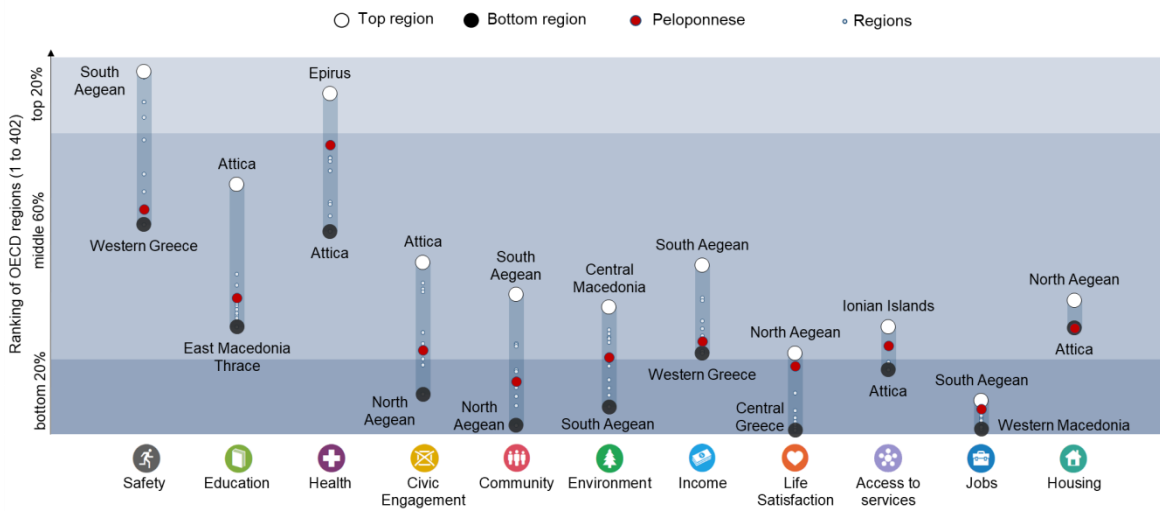 Top region
Bottom region
Peloponnese
Regions
Ranking of OECD regions (1 to 402)
top 20%
middle 60%
bottom 20%
South
Aegean
Western Greece
Attica
East Macedonia
Thrace
Epirus
Attica
Attica
North
Aegean
South
Aegean
North
Aegean
Central
Macedonia
South Aegean
South Aegean
Western Greece
North Aegean
Central
Greece
Ionian Islands
Attica
South Aegean
Western Macedonia
North Aegean
Attica
Safety
Education
Health
Civic
Engagement
Community
Environment
Income
Life
Satisfaction
Access to
services
Jobs
Housing